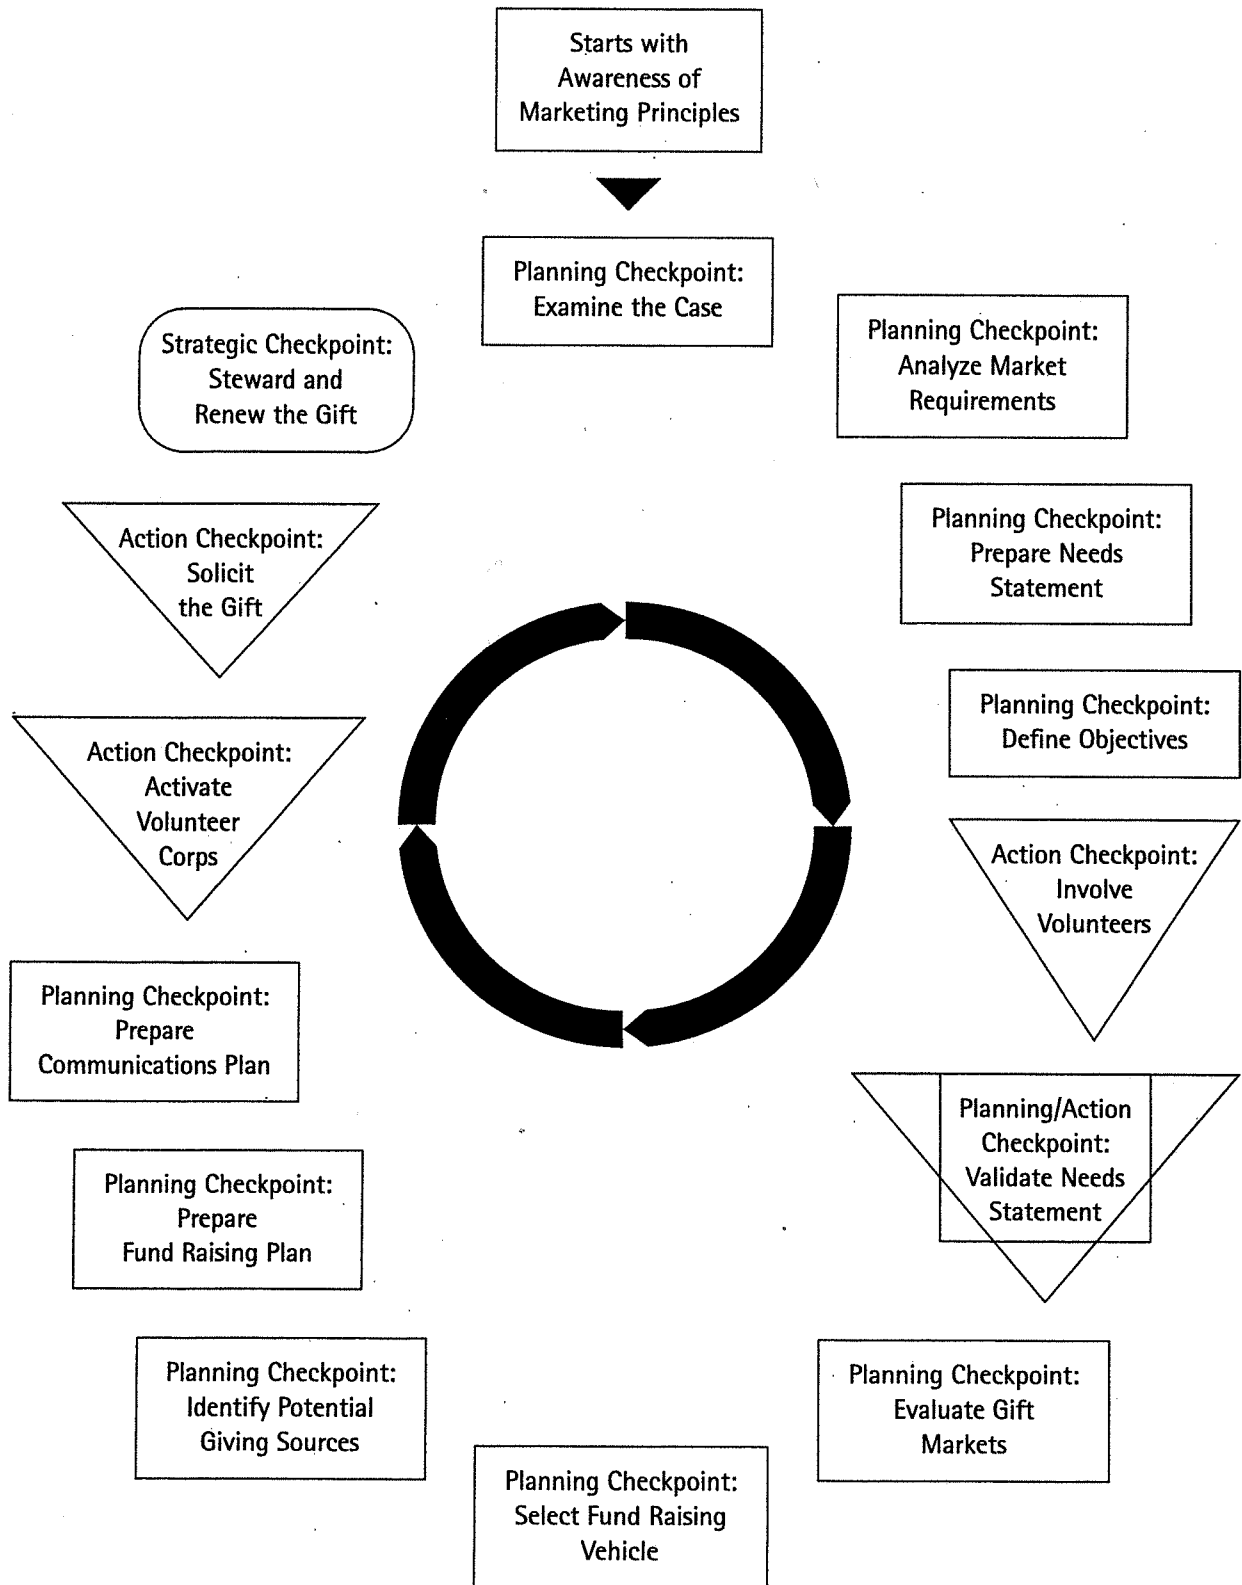 Starts with
Awareness of
Marketing Principles
Planning Checkpoint:
Examine the Case
Planning Checkpoint:
Analyze Market
Requirements
Planning Checkpoint:
Prepare Needs
Statement
Planning Checkpoint:
Define Objectives
Action Checkpoint:
Involve
Volunteers
Planning/Action
Checkpoint:
Validate Needs
Statement
Planning Checkpoint:
Evaluate Gift
Markets
Planning Checkpoint:
Select Fund Raising
Vehicle
Planning Checkpoint:
Identify Potential
Giving Sources
Planning Checkpoint:
Prepare
Fund Raising Plan
Planning Checkpoint:
Prepare
Communications Plan
Action Checkpoint:
Activate
Volunteer
Corps
Action Checkpoint:
Solicit
the Gift
Strategic Checkpoint:
Steward and
Renew the Gift